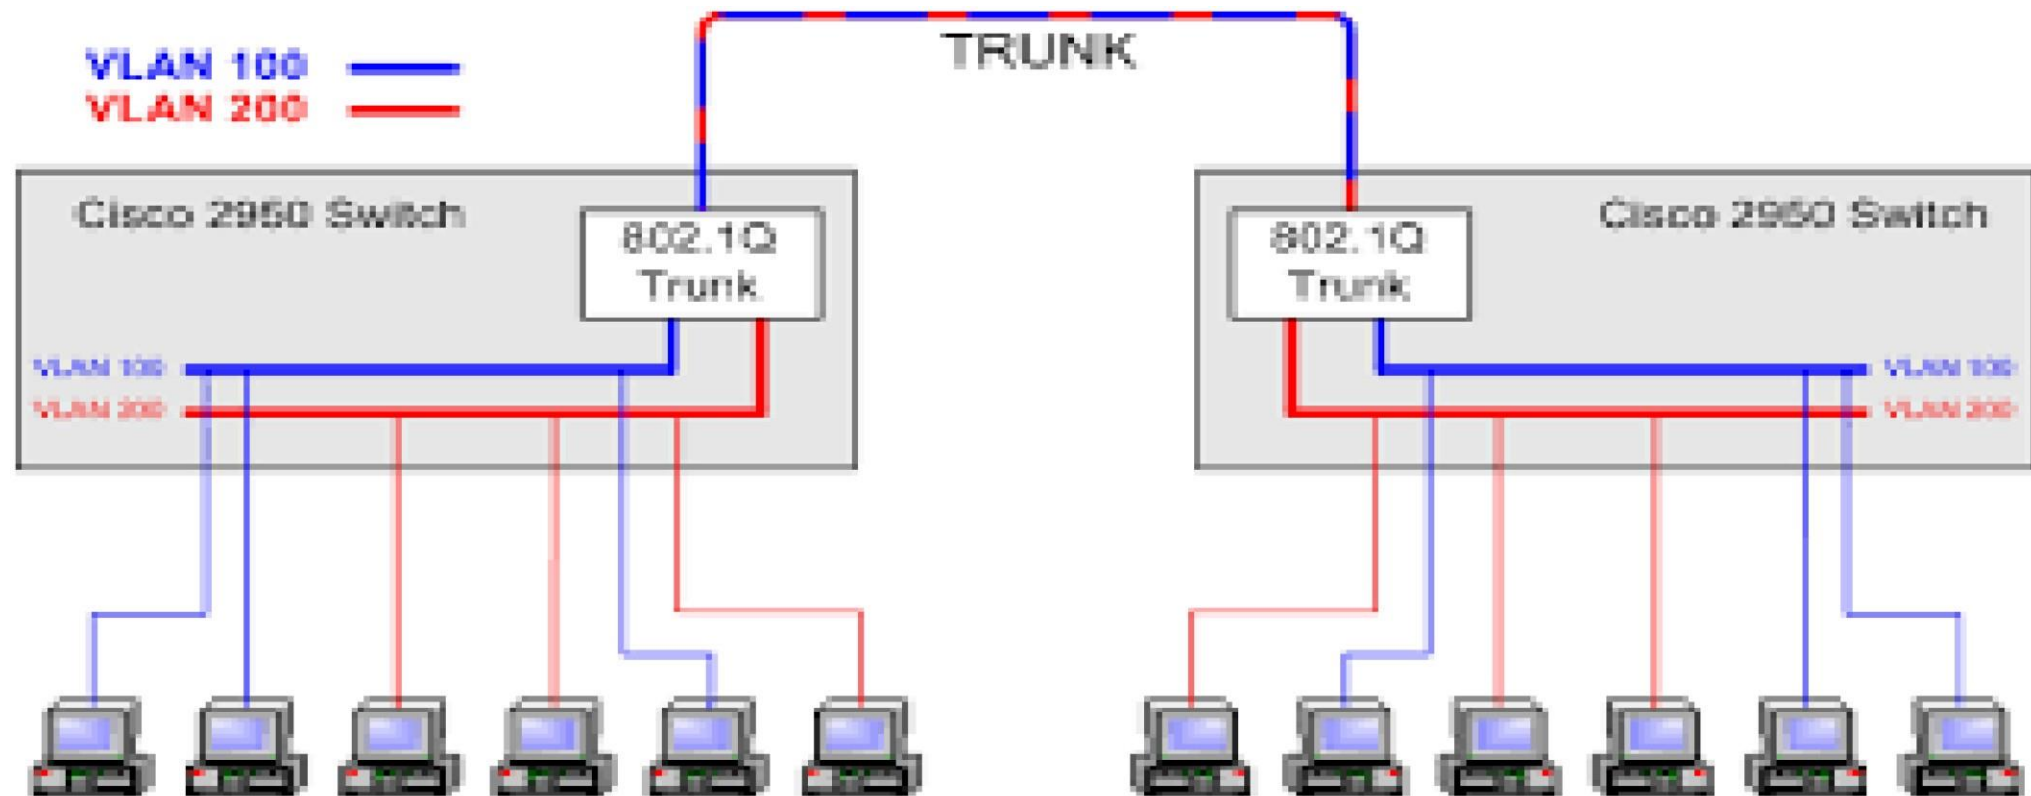 TRUNK
VLAN 100
VLAN 200
Cisco 2950 Switch
Cisco 2950 Switch
802.1Q
Trunk
802.1Q
Trunk
VLAN 100
VLAN 100
VLAN 200
VLAN 200